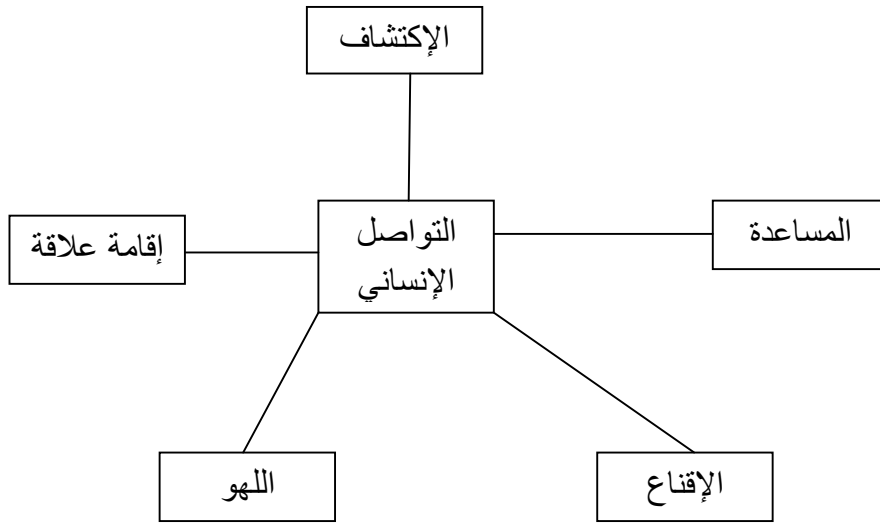 الإكتشاف
المساعدة
التواصل
الإنساني
إقامة علاقة
الإقناع
اللهو